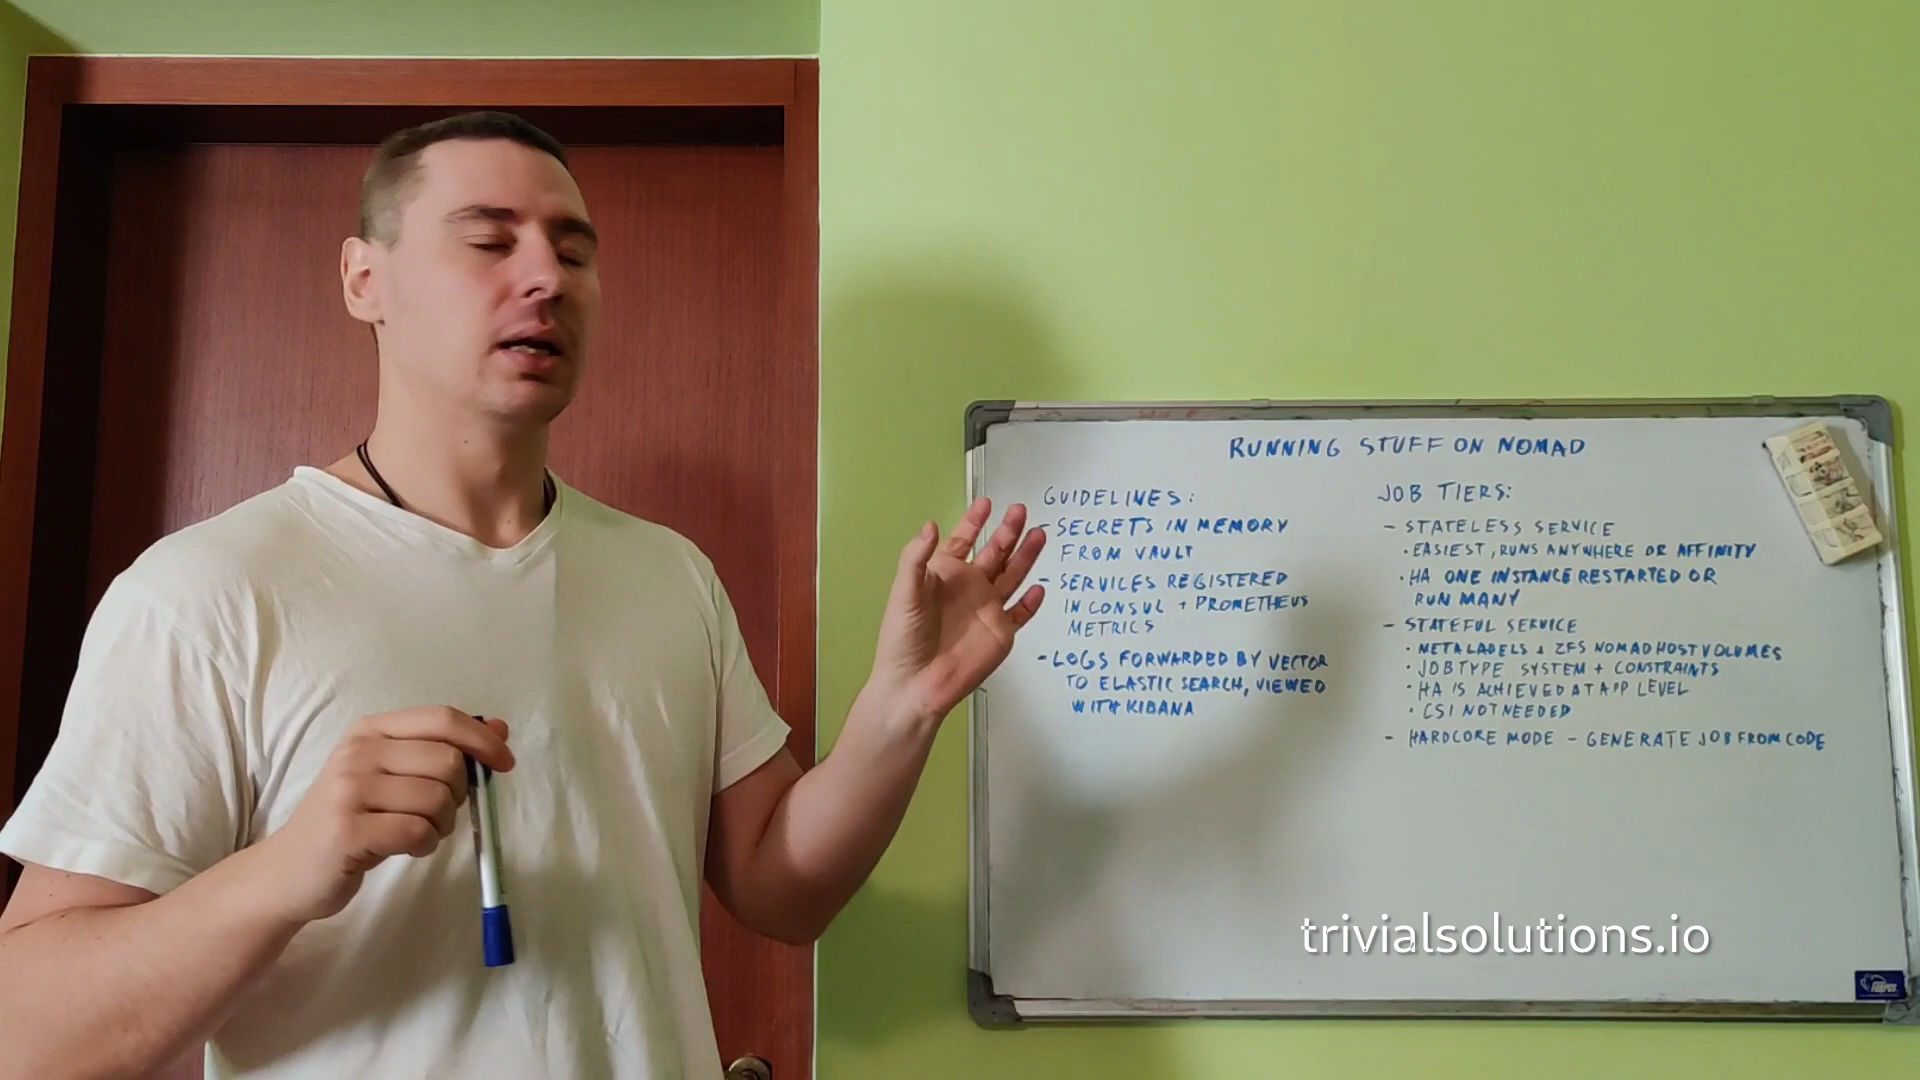 RUNNING STUFF ON NOMAD
GUIDELINES:
- SECRETS IN MEMORY
FROM VAULT
- SERVICES REGISTERED
IN CONSUL + PROMETHEUS
METRICS
- LOGS FORWARDED BY VECTOR
TO ELASTIC SEARCH, VIEWED
WITH KIBANA
JOB TIERS:
- STATELESS SERVICE
· EASIEST, RUNS ANYWHERE OR AFFINITY
· HA ONE INSTANCE RESTARTED OR
RUN MANY
- STATEFUL SERVICE
· METALABELS + ZFS NOMAD HOST VOLUMES
· JOB TYPE SYSTEM + CONSTRAINTS
· HA IS ACHIEVED AT APP LEVEL
· CSI NOT NEEDED
- HARDCORE MODE - GENERATE JOB FROM CODE
trivialsolutions.io